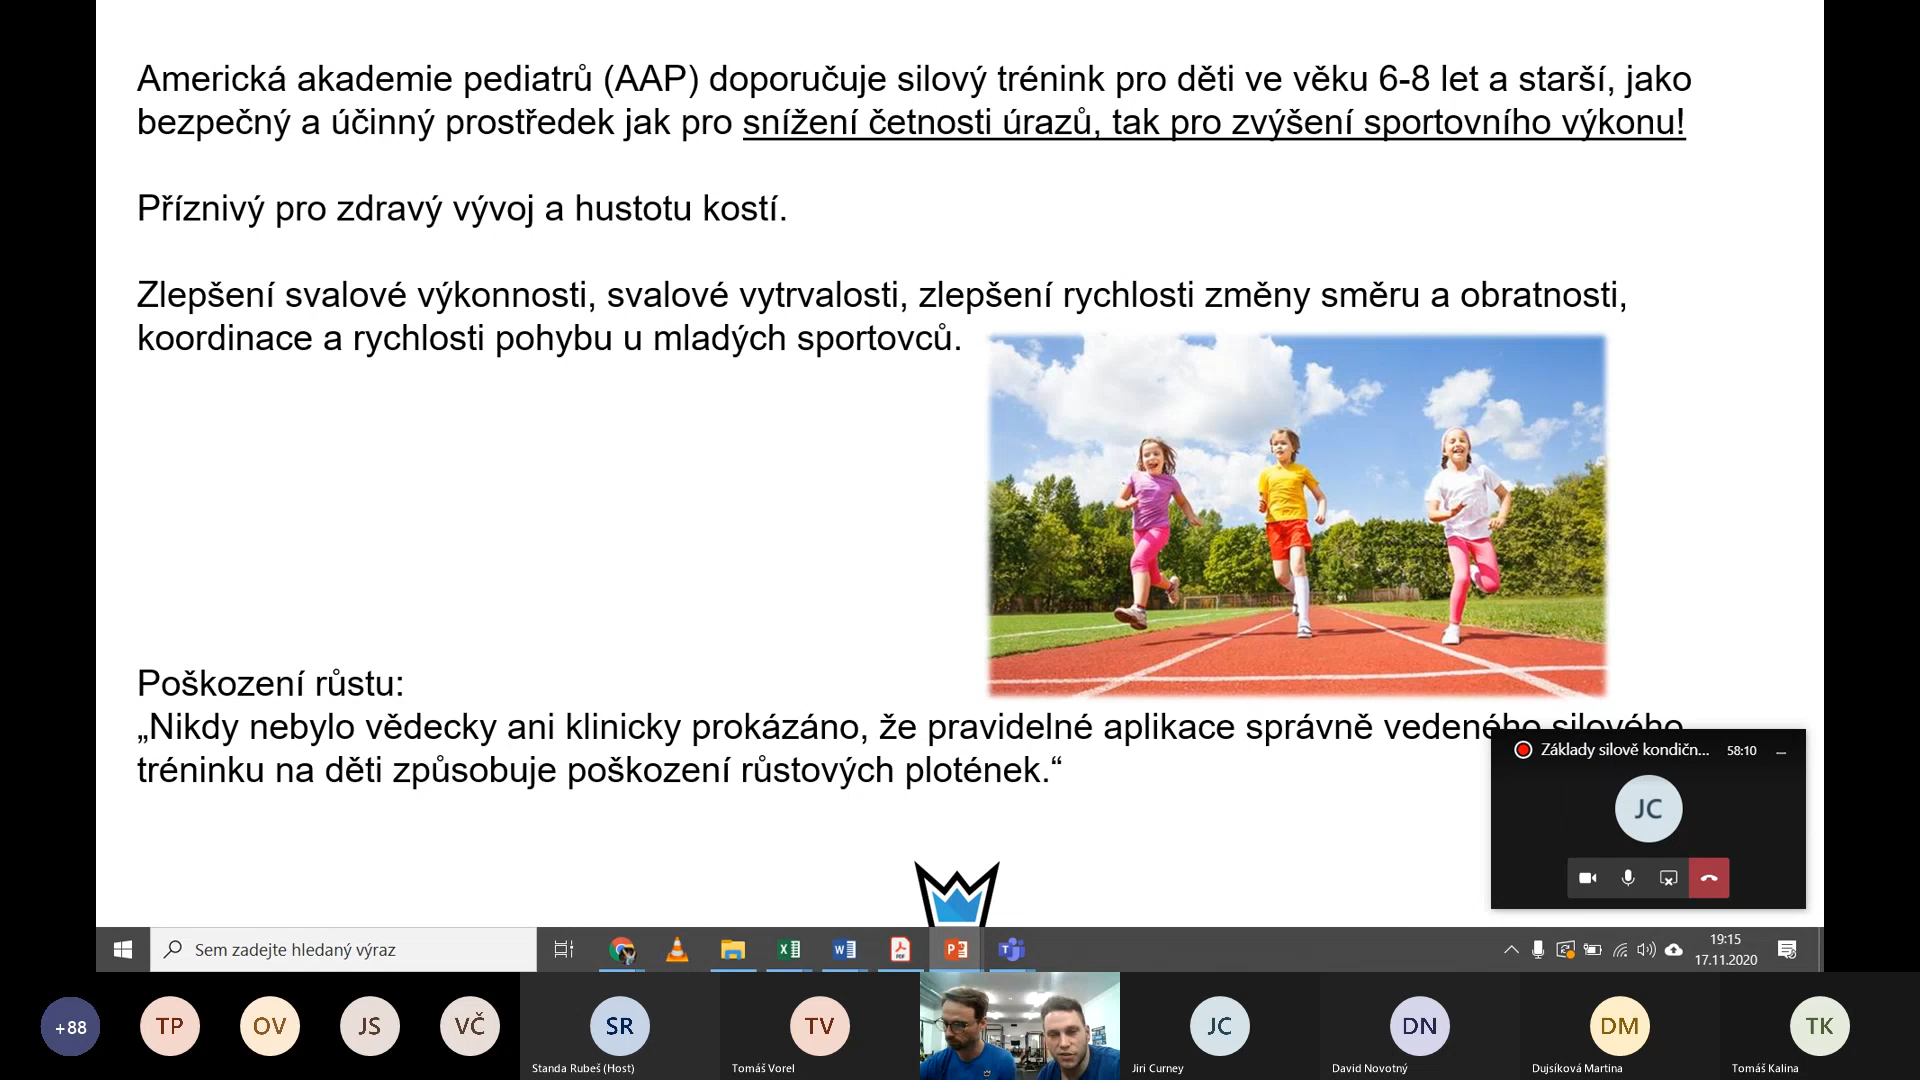 Americká akademie pediatrů (AAP) doporučuje silový trénink pro děti ve věku 6-8 let a starší, jako
bezpečný a účinný prostředek jak pro snížení četnosti úrazů, tak pro zvýšení sportovního výkonu!
Příznivý pro zdravý vývoj a hustotu kostí.
Zlepšení svalové výkonnosti, svalové vytrvalosti, zlepšení rychlosti změny směru a obratnosti,
koordinace a rychlosti pohybu u mladých sportovců.
Poškození růstu:
„Nikdy nebylo vědecky ani klinicky prokázáno, že pravidelné aplikace správně vedeného silového
tréninku na děti způsobuje poškození růstových plotének.“
Základy silově kondičn... 58:10
JC
Sem zadejte hledaný výraz
19:15
17.11.2020
+88
TP
OV
JS
VČ
SR
Standa Rubeš (Host)
TV
Tomáš Vorel
JC
Jiri Curney
DN
David Novotný
DM
Dujsíková Martina
TK
Tomáš Kalina